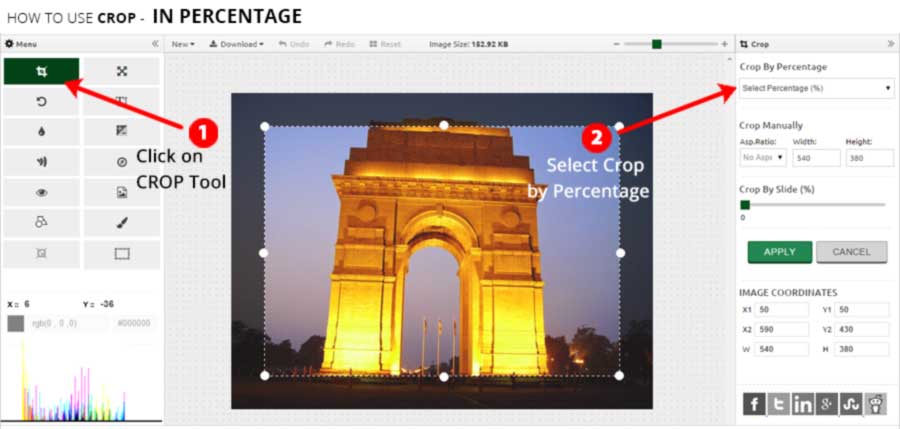 HOW TO USE CROP - IN PERCENTAGE
Menu
New
Download
Undo
Redo
Reset
Image Size: 152.92 KB
Crop
Crop By Percentage
Select Percentage (%)
1
Click on
CROP Tool
2
Select Crop
by Percentage
Crop Manually
Asp.Ratio: Width: Height:
No Asp 540 380
Crop By Slide (%)
0
APPLY CANCEL
X = 6 Y = -36
rgb(0 , 0 ,0) #000000
IMAGE COORDINATES
X1 50 Y1 50
X2 590 Y2 430
W 540 H 380